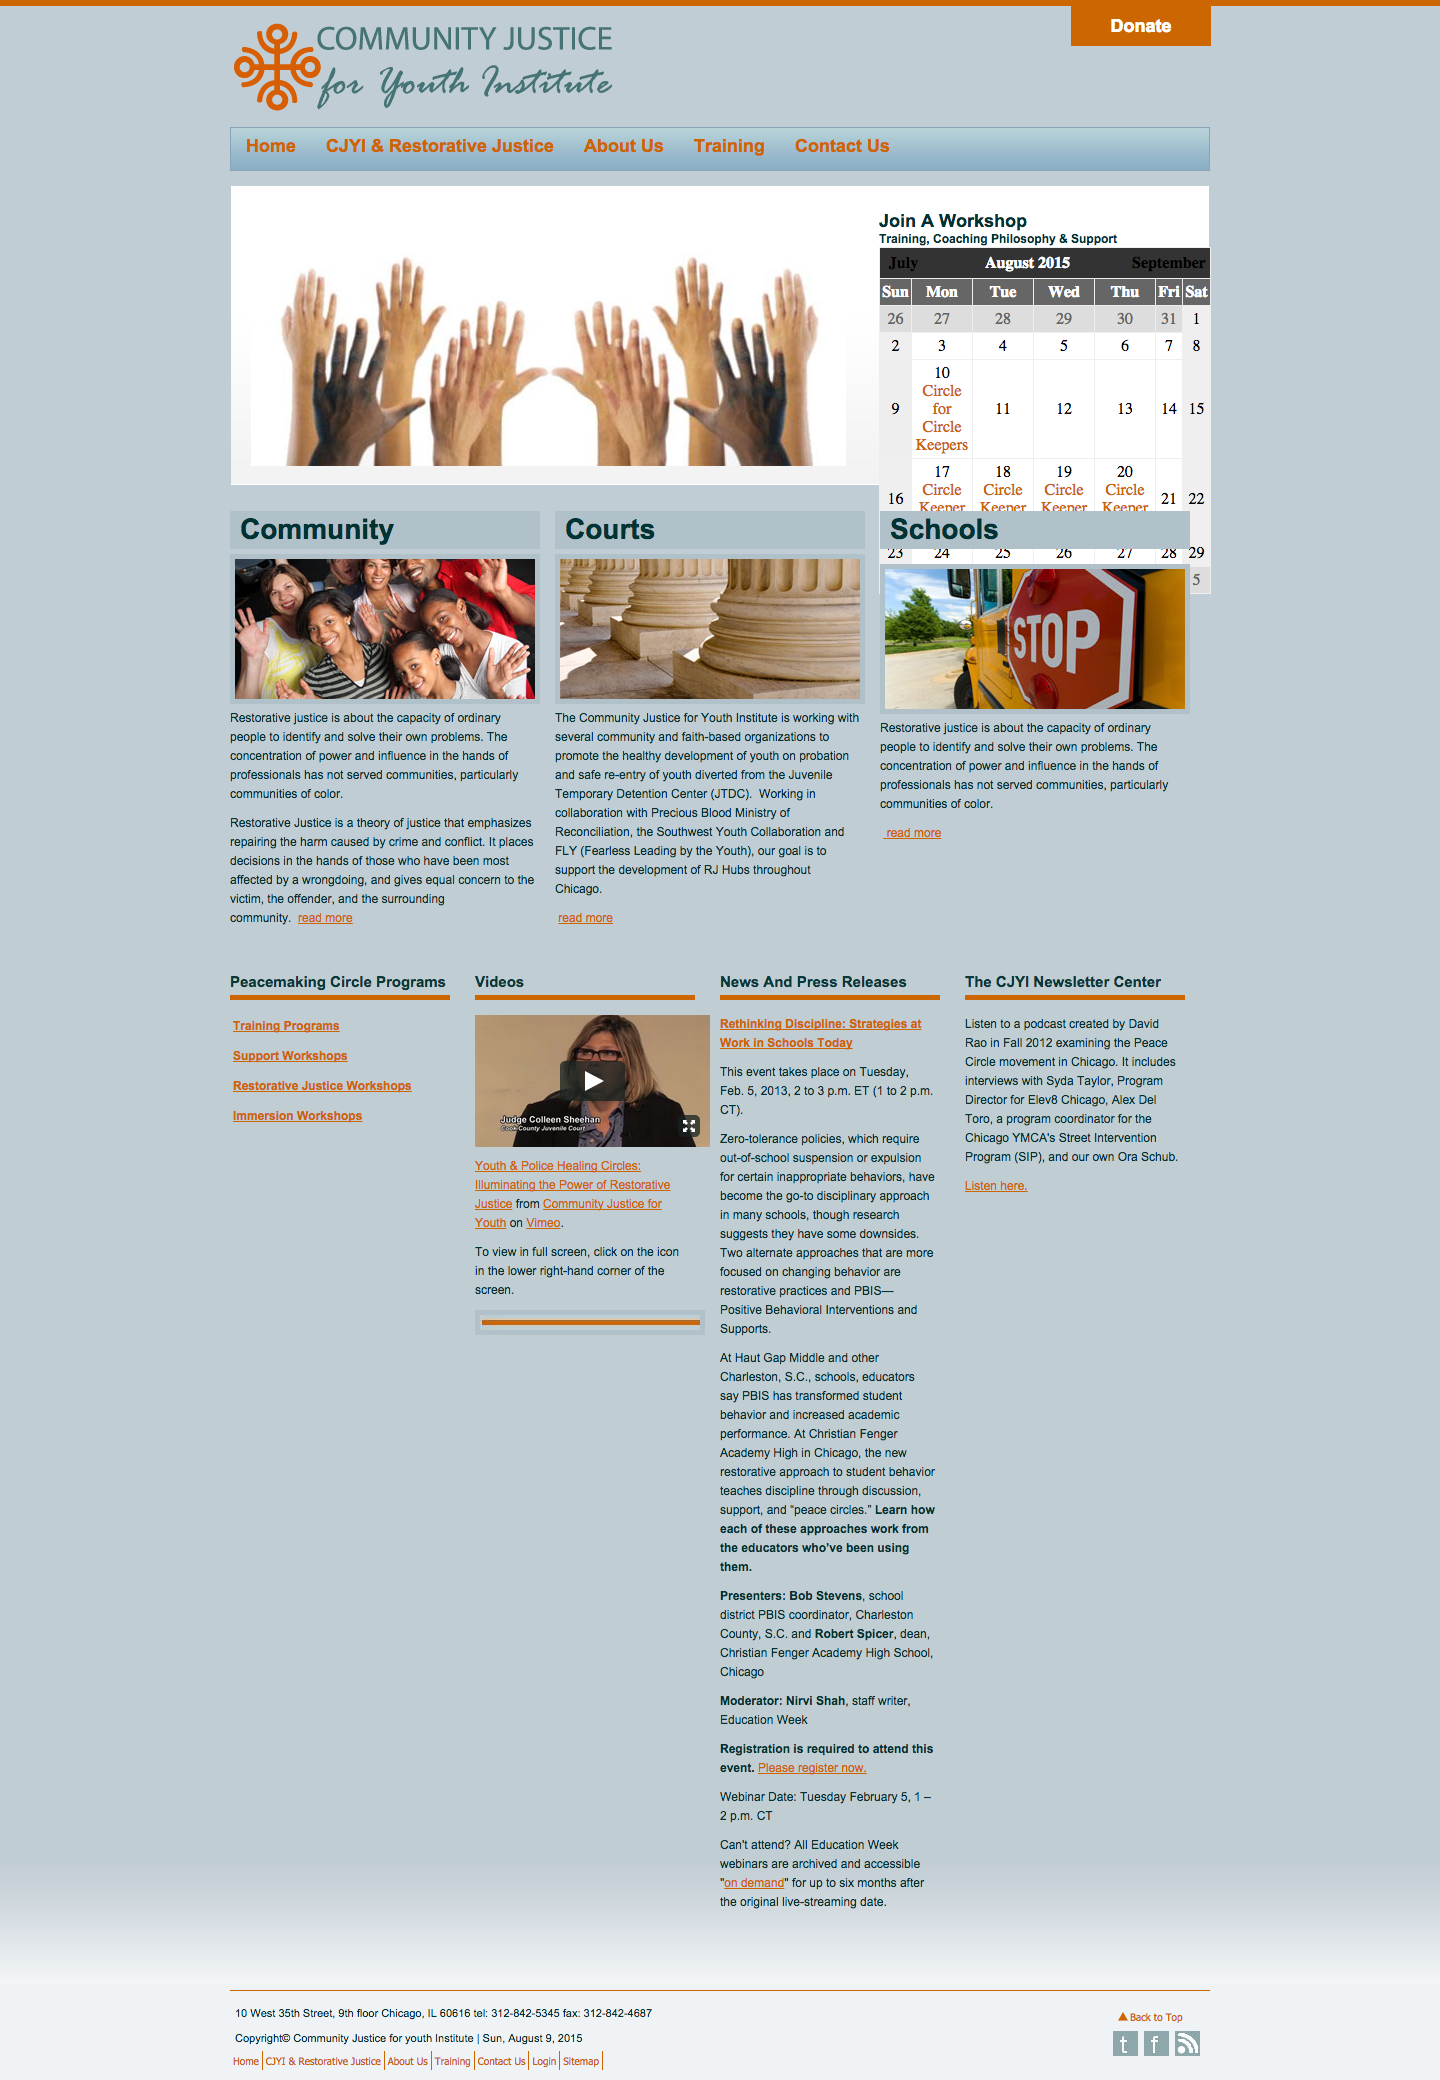 Donate
COMMUNITY JUSTICE
for Youth Institute
Home CJYI & Restorative Justice About Us Training Contact Us
Join A Workshop
Training, Coaching Philosophy & Support
July August 2015 September
Sun Mon Tue Wed Thu Fri Sat
26 27 28 29 30 31 1
2 3 4 5 6 7 8
10
Circle
for
Circle
Keepers
9 11 12 13 14 15
17 18 19 20
Circle Circle Circle Circle
16 21 22
Keeper Keeper Keeper Keeper
23 24 25 26 27 28 29
5
Community
Restorative justice is about the capacity of ordinary
people to identify and solve their own problems. The
concentration of power and influence in the hands of
professionals has not served communities, particularly
communities of color.
Restorative Justice is a theory of justice that emphasizes
repairing the harm caused by crime and conflict. It places
decisions in the hands of those who have been most
affected by a wrongdoing, and gives equal concern to the
victim, the offender, and the surrounding
community. read more
Courts
The Community Justice for Youth Institute is working with
several community and faith-based organizations to
promote the healthy development of youth on probation
and safe re-entry of youth diverted from the Juvenile
Temporary Detention Center (JTDC). Working in
collaboration with Precious Blood Ministry of
Reconciliation, the Southwest Youth Collaboration and
FLY (Fearless Leading by the Youth), our goal is to
support the development of RJ Hubs throughout
Chicago.
read more
Schools
STOP
Restorative justice is about the capacity of ordinary
people to identify and solve their own problems. The
concentration of power and influence in the hands of
professionals has not served communities, particularly
communities of color.
read more
Peacemaking Circle Programs
Training Programs
Support Workshops
Restorative Justice Workshops
Immersion Workshops
Videos
Judge Colleen Sheehan
Cook County Juvenile Court
Youth & Police Healing Circles:
Illuminating the Power of Restorative
Justice from Community Justice for
Youth on Vimeo.
To view in full screen, click on the icon
in the lower right-hand corner of the
screen.
News And Press Releases
Rethinking Discipline: Strategies at
Work in Schools Today
This event takes place on Tuesday,
Feb. 5, 2013, 2 to 3 p.m. ET (1 to 2 p.m.
CT).
Zero-tolerance policies, which require
out-of-school suspension or expulsion
for certain inappropriate behaviors, have
become the go-to disciplinary approach
in many schools, though research
suggests they have some downsides.
Two alternate approaches that are more
focused on changing behavior are
restorative practices and PBIS—
Positive Behavioral Interventions and
Supports.
At Haut Gap Middle and other
Charleston, S.C., schools, educators
say PBIS has transformed student
behavior and increased academic
performance. At Christian Fenger
Academy High in Chicago, the new
restorative approach to student behavior
teaches discipline through discussion,
support, and “peace circles.” Learn how
each of these approaches work from
the educators who've been using
them.
Presenters: Bob Stevens, school
district PBIS coordinator, Charleston
County, S.C. and Robert Spicer, dean,
Christian Fenger Academy High School,
Chicago
Moderator: Nirvi Shah, staff writer,
Education Week
Registration is required to attend this
event. Please register now.
Webinar Date: Tuesday February 5, 1 –
2 p.m. CT
Can't attend? All Education Week
webinars are archived and accessible
"on demand" for up to six months after
the original live-streaming date.
The CJYI Newsletter Center
Listen to a podcast created by David
Rao in Fall 2012 examining the Peace
Circle movement in Chicago. It includes
interviews with Syda Taylor, Program
Director for Elev8 Chicago, Alex Del
Toro, a program coordinator for the
Chicago YMCA's Street Intervention
Program (SIP), and our own Ora Schub.
Listen here.
10 West 35th Street, 9th floor Chicago, IL 60616 tel: 312-842-5345 fax: 312-842-4687
Back to Top
Copyright© Community Justice for youth Institute | Sun, August 9, 2015
Home CJYI & Restorative Justice About Us Training Contact Us Login Sitemap
t f